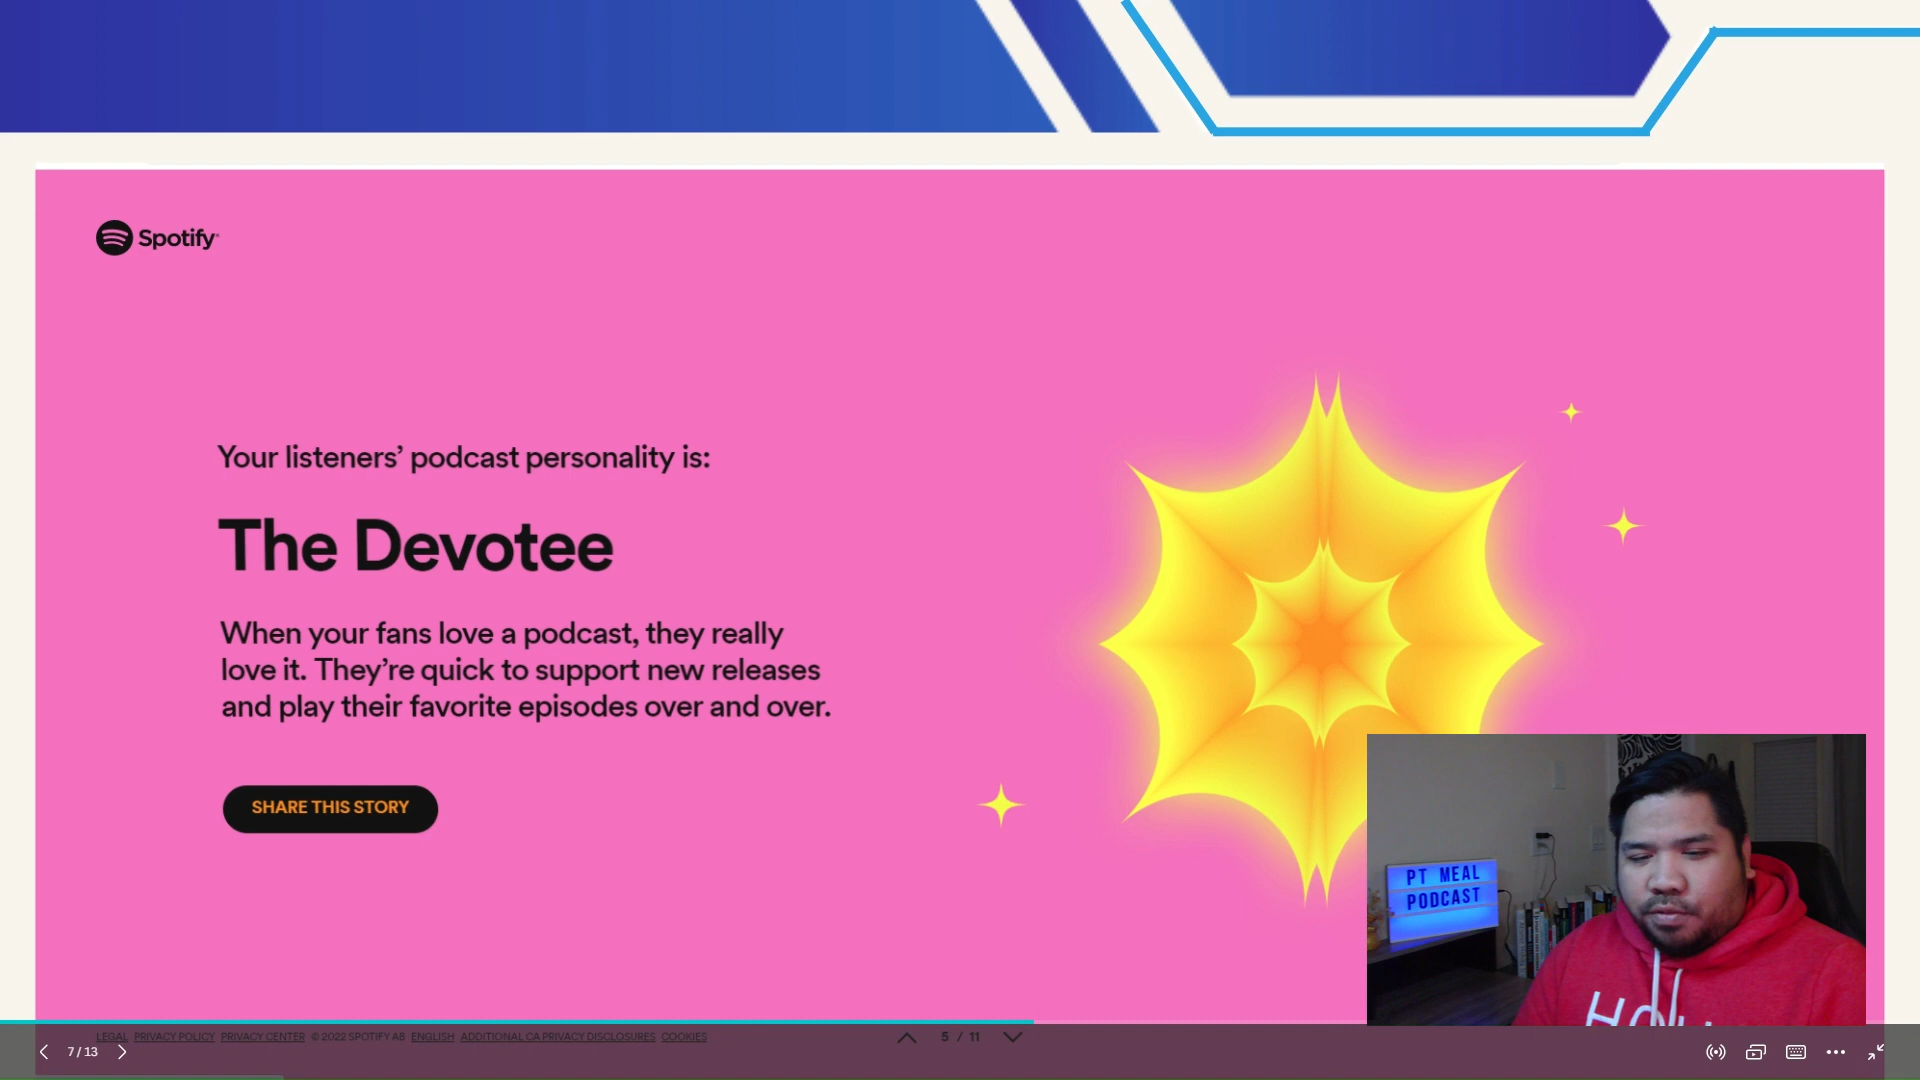 Spotify
Your listeners’ podcast personality is:
The Devotee
When your fans love a podcast, they really
love it. They’re quick to support new releases
and play their favorite episodes over and over.
SHARE THIS STORY
PT MEAL
PODCAST
LEGAL PRIVACY POLICY PRIVACY CENTER © 2022 SPOTIFY AB ENGLISH ADDITIONAL CA PRIVACY DISCLOSURES COOKIES
5 / 11
7 / 13